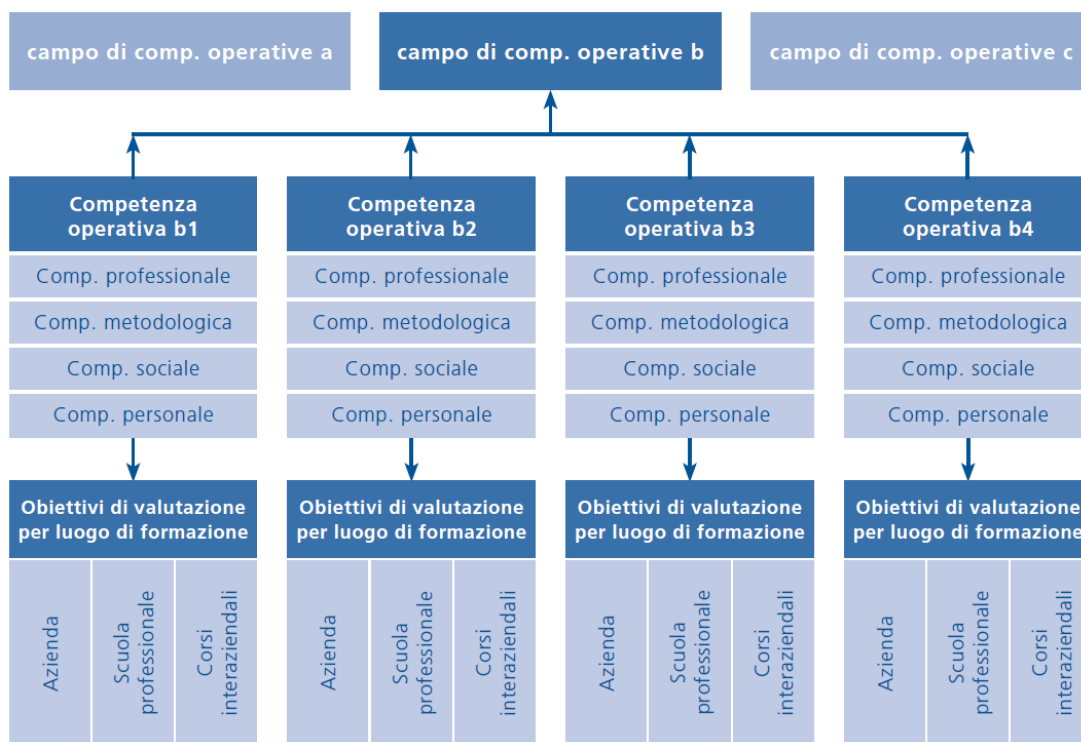 campo di comp. operative a
campo di comp. operative b
campo di comp. operative c
Competenza
operativa b1
Comp. professionale
Comp. metodologica
Comp. sociale
Comp. personale
Obiettivi di valutazione
per luogo di formazione
Azienda
Scuola
professionale
Corsi
interaziendali
Competenza
operativa b2
Comp. professionale
Comp. metodologica
Comp. sociale
Comp. personale
Obiettivi di valutazione
per luogo di formazione
Azienda
Scuola
professionale
Corsi
interaziendali
Competenza
operativa b3
Comp. professionale
Comp. metodologica
Comp. sociale
Comp. personale
Obiettivi di valutazione
per luogo di formazione
Azienda
Scuola
professionale
Corsi
interaziendali
Competenza
operativa b4
Comp. professionale
Comp. metodologica
Comp. sociale
Comp. personale
Obiettivi di valutazione
per luogo di formazione
Azienda
Scuola
professionale
Corsi
interaziendali